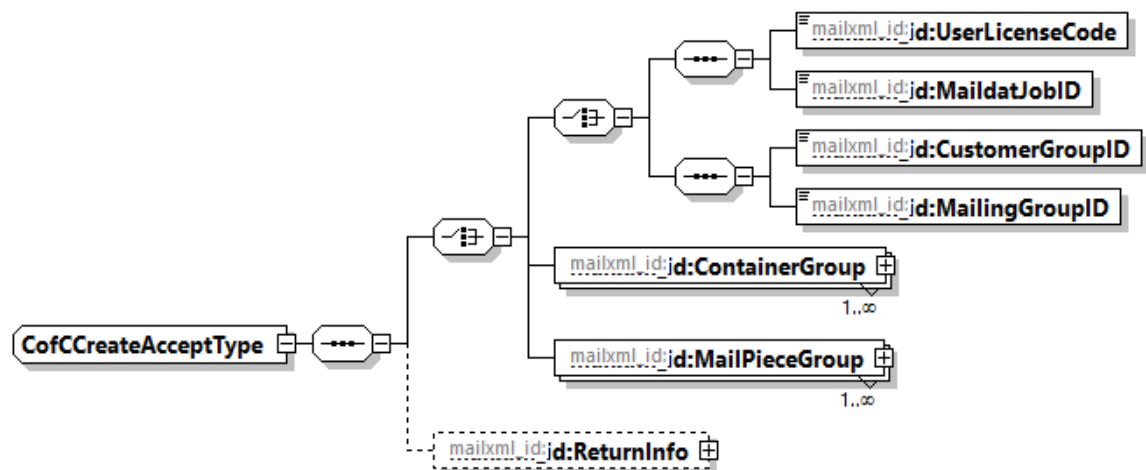 mailxml_id:id:UserLicenseCode
mailxml_id:id:MaildatJobID
mailxml_id:id:CustomerGroupID
mailxml_id:id:MailingGroupID
mailxml_id:id:ContainerGroup
1..∞
CofCCreateAcceptType
mailxml_id:id:MailPieceGroup
1..∞
mailxml_id:id:ReturnInfo